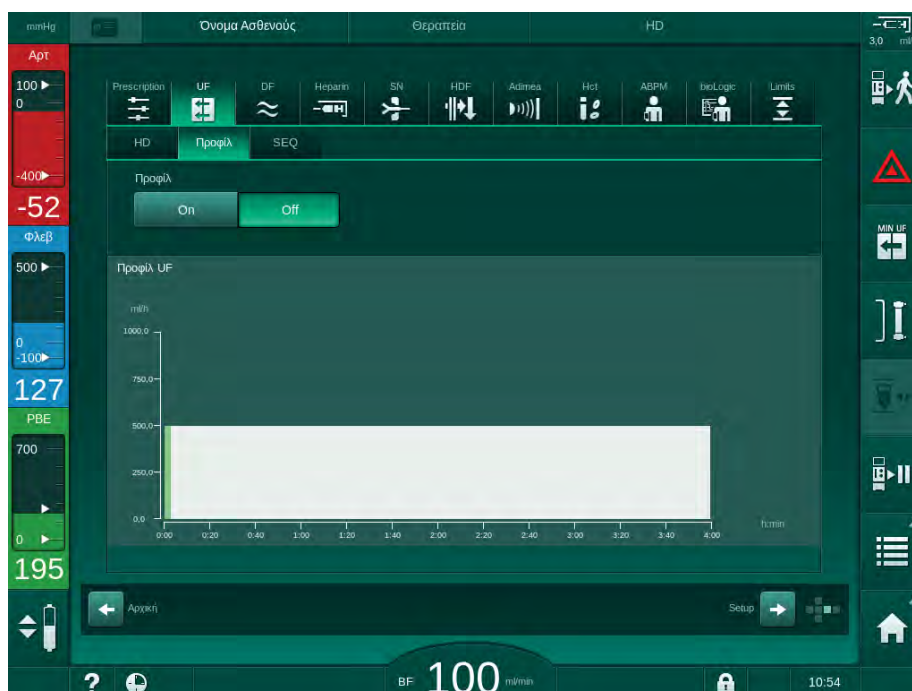 mmHg
Όνομα Ασθενούς
Θεραπεία
HD
3,0 ml
Αρτ
100
0
-400
-52
Φλεβ
500
0
-100
127
PBE
700
0
195
Prescription
UF
DF
Heparin
SN
HDF
Adimea
Hct
ABPM
bioLogic
Limits
HD
Προφίλ
SEQ
Προφίλ
On
Off
Προφίλ UF
ml/h
1000,0
750,0
500,0
250,0
0,0
0:00 0:20 0:40 1:00 1:20 1:40 2:00 2:20 2:40 3:00 3:20 3:40 4:00
h:min
MIN UF
Αρχική
Setup
?
BF 100 ml/min
10:54